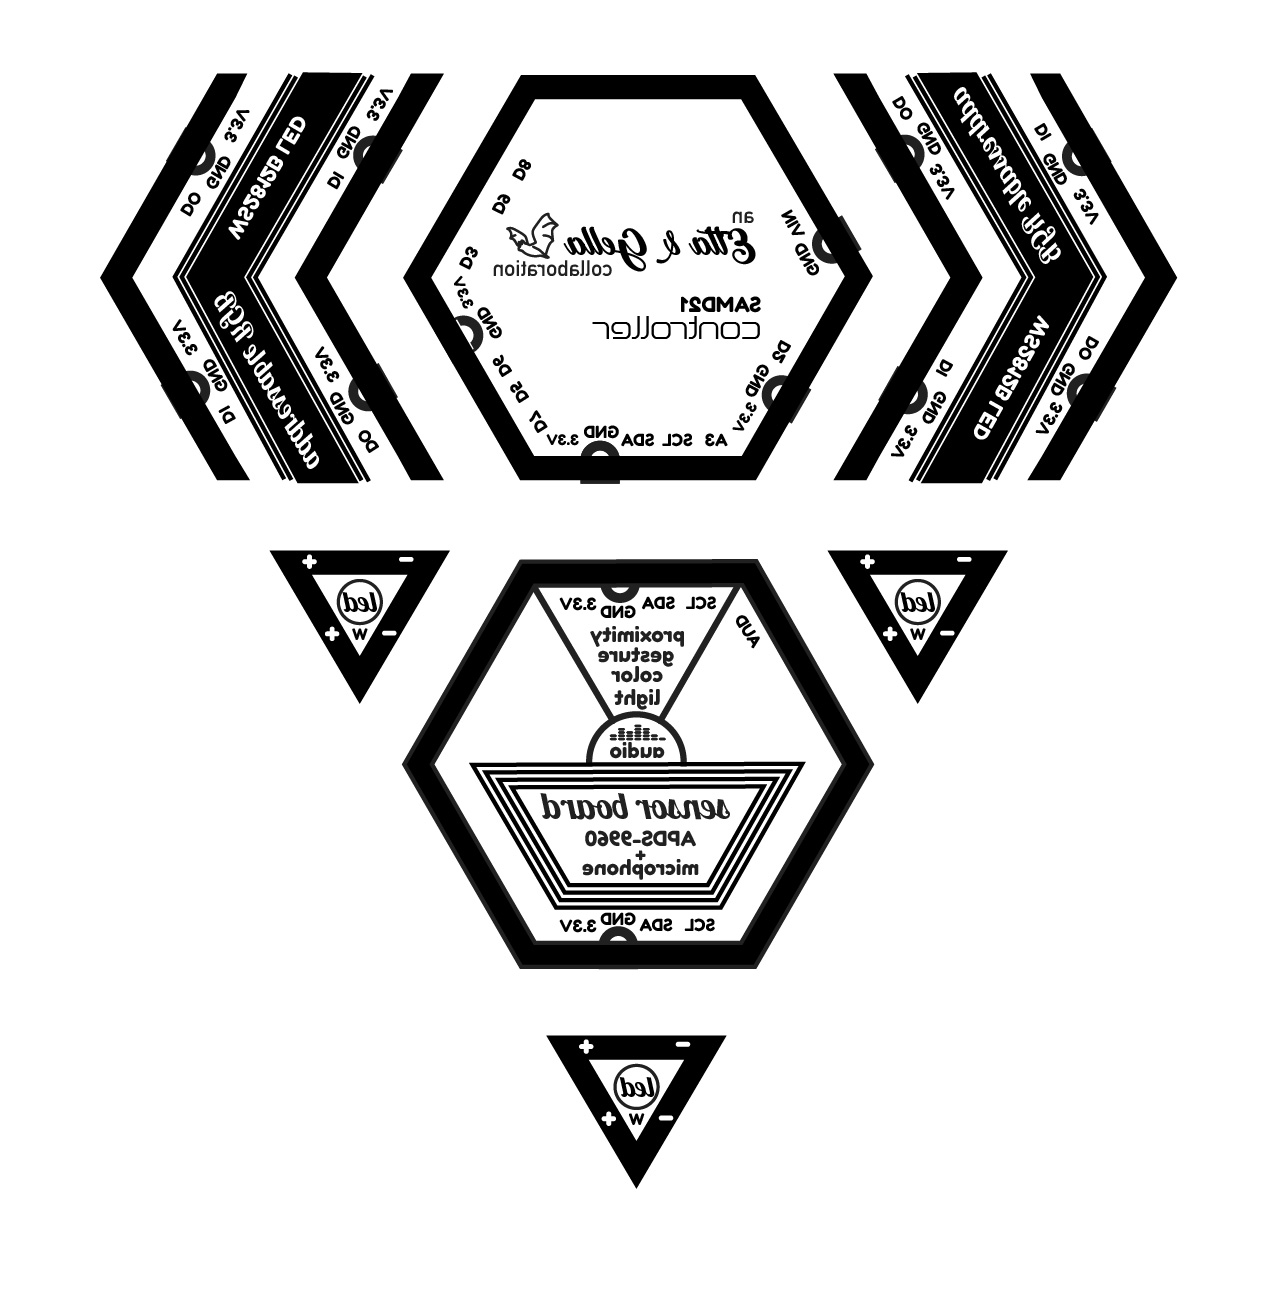 DO GND 3.3V
WS2812B LED
DI GND 3.3V
3.3V GND DI
addressable RGB
3.3V GND DO
D8
D9
D3
3.3V GND D6 D5 D7
an
Etta & Gella
collaboration
SAMD21
controller
GND VIN
D2 GND 3.3V
A3 SCL SDA GND 3.3V
DO GND 3.3V
addressable RGB
DI GND 3.3V
DI GND 3.3V
WS2812B LED
DO GND 3.3V
+ -
led
+ W -
SCL SDA GND 3.3V
AUD
proximity
gesture
color
light
audio
sensor board
APDS-9960
+
microphone
SCL SDA GND 3.3V
+ -
led
+ W -
+ -
led
+ W -